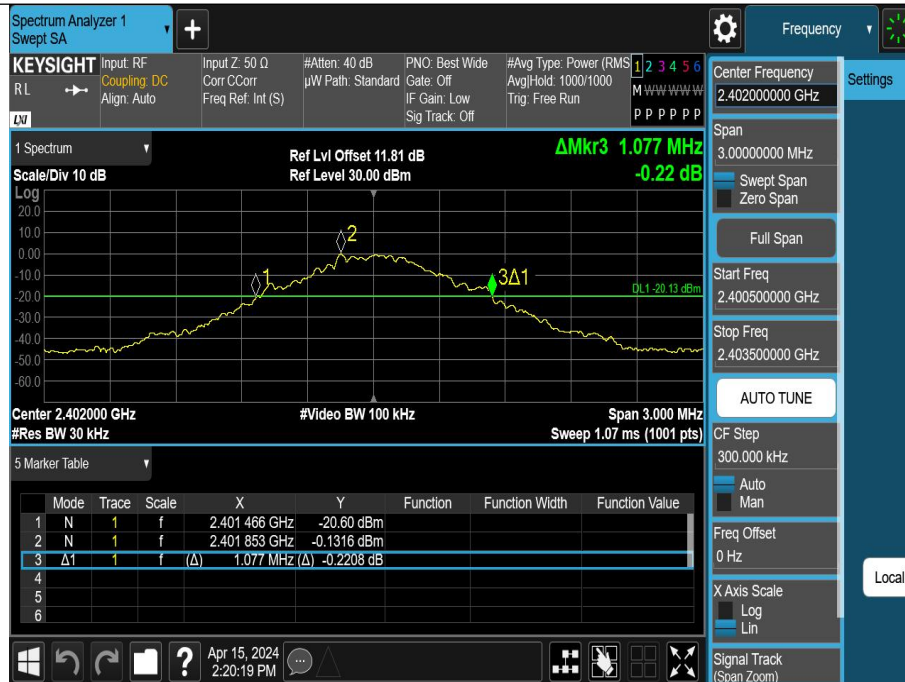 Spectrum Analyzer 1
Swept SA
+
Frequency
KEYSIGHT
RL
LXI
Input: RF
Coupling: DC
Align: Auto
Input Z: 50 Ω
Corr CCorr
Freq Ref: Int (S)
#Atten: 40 dB
µW Path: Standard
PNO: Best Wide
Gate: Off
IF Gain: Low
Sig Track: Off
#Avg Type: Power (RMS
Avg|Hold: 1000/1000
Trig: Free Run
1 2 3 4 5 6
M W W W W W
P P P P P P
1 Spectrum
Scale/Div 10 dB
Ref Lvl Offset 11.81 dB
Ref Level 30.00 dBm
ΔMkr3 1.077 MHz
-0.22 dB
Log
20.0
10.0
0.00
-10.0
-20.0
-30.0
-40.0
-50.0
-60.0
1
2
3Δ1
DL1 -20.13 dBm
Center 2.402000 GHz
#Video BW 100 kHz
Span 3.000 MHz
#Res BW 30 kHz
Sweep 1.07 ms (1001 pts)
5 Marker Table
Mode Trace Scale X Y Function Function Width Function Value
1 N 1 f 2.401 466 GHz -20.60 dBm
2 N 1 f 2.401 853 GHz -0.1316 dBm
3 Δ1 1 f (Δ) 1.077 MHz (Δ) -0.2208 dB
4
5
6
?
Apr 15, 2024
2:20:19 PM
Center Frequency
2.402000000 GHz
Settings
Span
3.00000000 MHz
Swept Span
Zero Span
Full Span
Start Freq
2.400500000 GHz
Stop Freq
2.403500000 GHz
AUTO TUNE
CF Step
300.000 kHz
Auto
Man
Freq Offset
0 Hz
Local
X Axis Scale
Log
Lin
Signal Track
(Span Zoom)